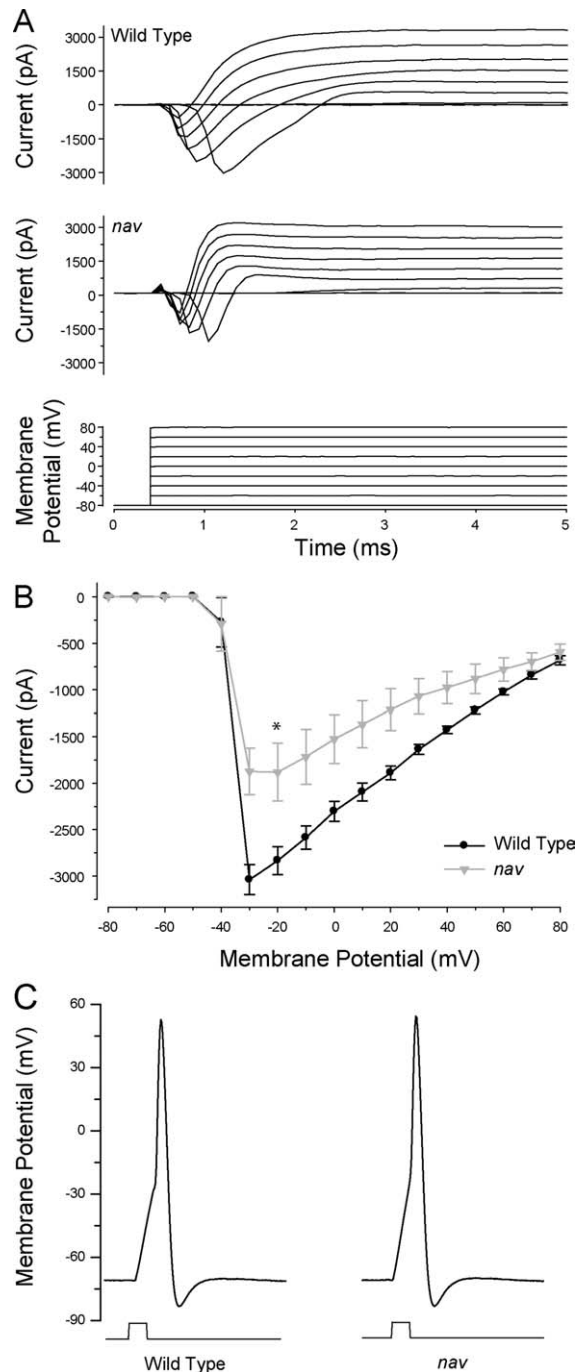 A
Wild Type
Current (pA)
3000
1500
0
-1500
-3000
nav
Current (pA)
3000
1500
0
-1500
-3000
Membrane
Potential (mV)
80
40
0
-40
-80
0
1
2
3
4
5
Time (ms)
B
Current (pA)
0
-500
-1000
-1500
-2000
-2500
-3000
*
Wild Type
nav
-80
-60
-40
-20
0
20
40
60
80
Membrane Potential (mV)
C
Membrane Potential (mV)
60
30
0
-30
-60
-90
Wild Type
nav